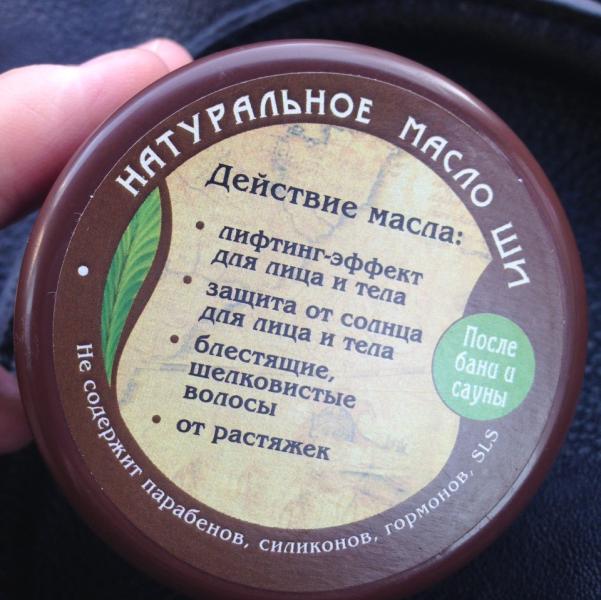 НАТУРАЛЬНОЕ МАСЛО ШИ
Действие масла:
• лифтинг-эффект
для лица и тела
• защита от солнца
для лица и тела
• блестящие,
шелковистые
волосы
• от растяжек
После
бани и
сауны
Не содержит парабенов, силиконов, гормонов, SLS